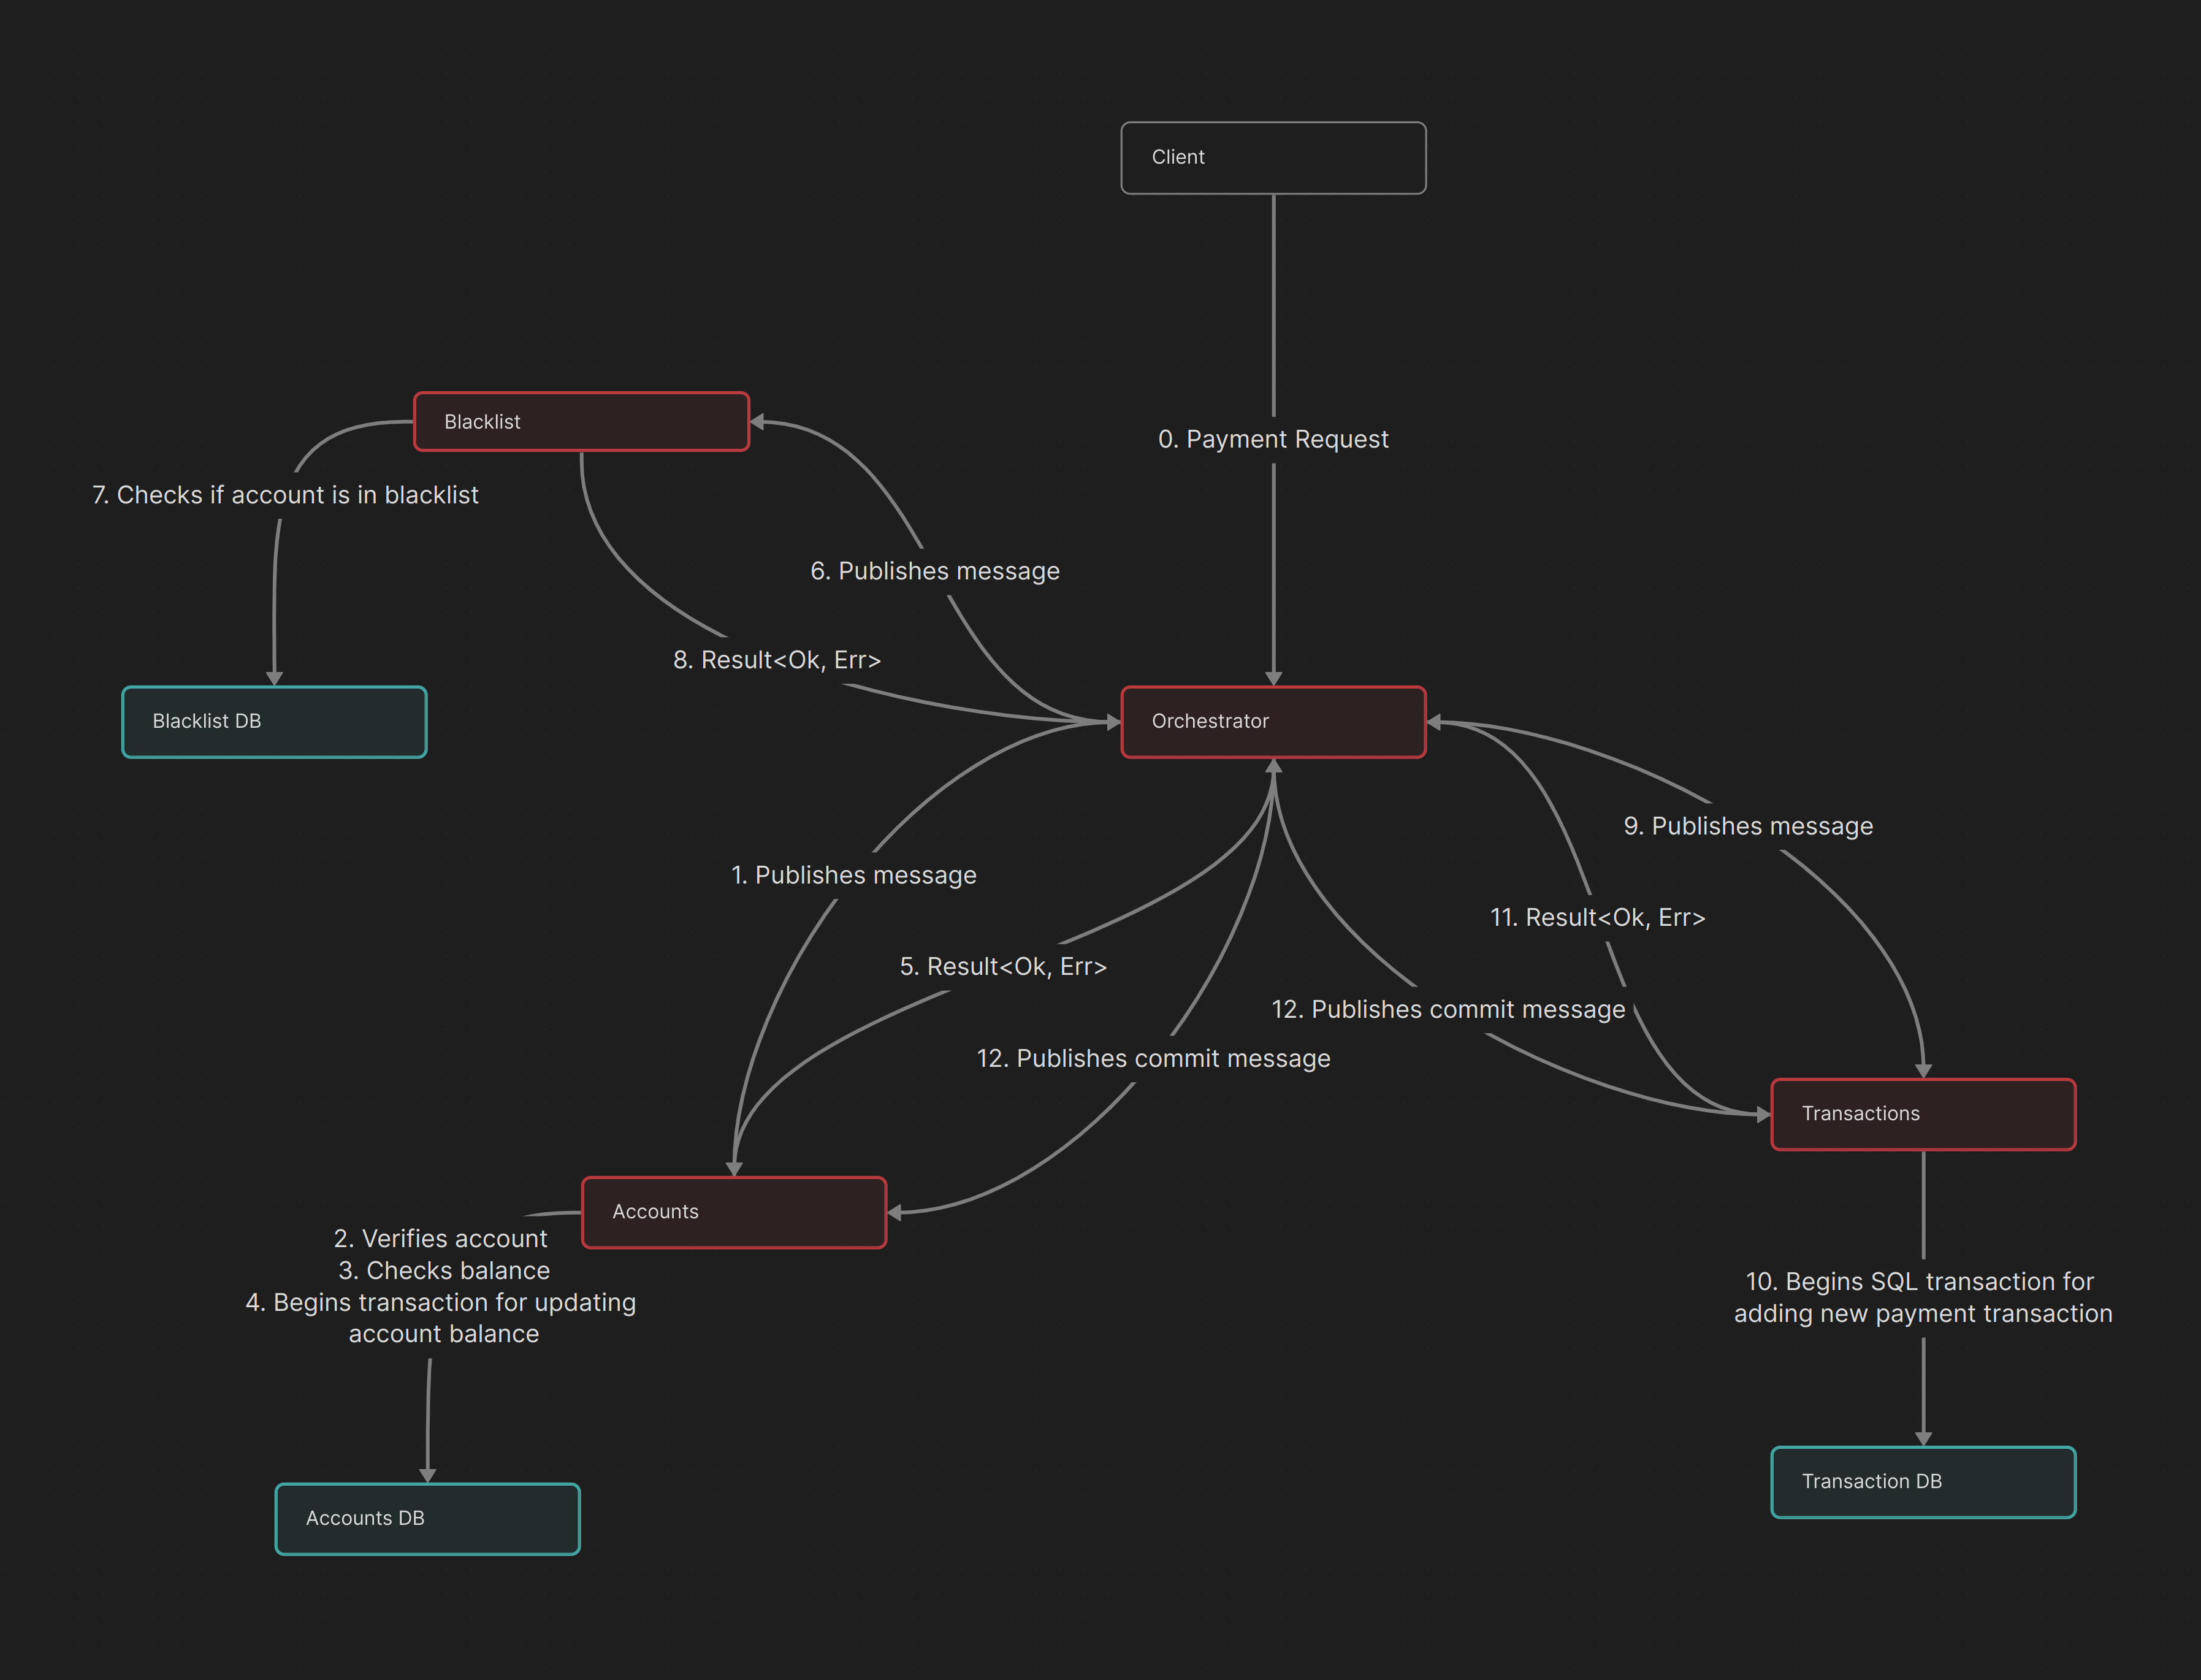 Client
0. Payment Request
Blacklist
7. Checks if account is in blacklist
6. Publishes message
8. Result<Ok, Err>
Blacklist DB
Orchestrator
9. Publishes message
1. Publishes message
11. Result<Ok, Err>
5. Result<Ok, Err>
12. Publishes commit message
12. Publishes commit message
Transactions
Accounts
2. Verifies account
3. Checks balance
4. Begins transaction for updating
account balance
10. Begins SQL transaction for
adding new payment transaction
Transaction DB
Accounts DB